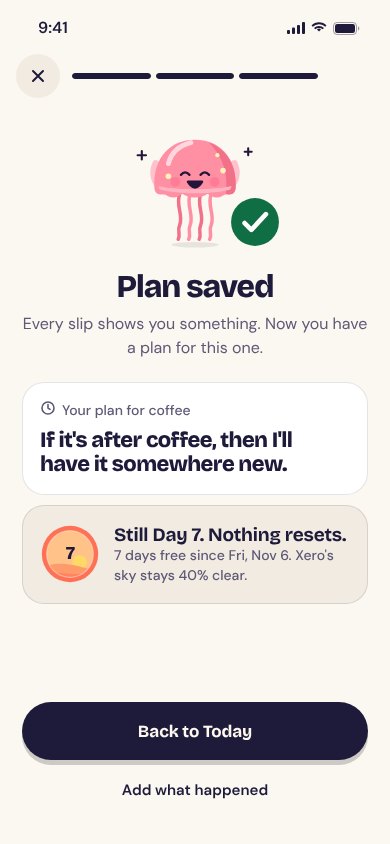 9:41
Plan saved
Every slip shows you something. Now you have
a plan for this one.
Your plan for coffee
If it's after coffee, then I'll
have it somewhere new.
7
Still Day 7. Nothing resets.
7 days free since Fri, Nov 6. Xero's
sky stays 40% clear.
Back to Today
Add what happened